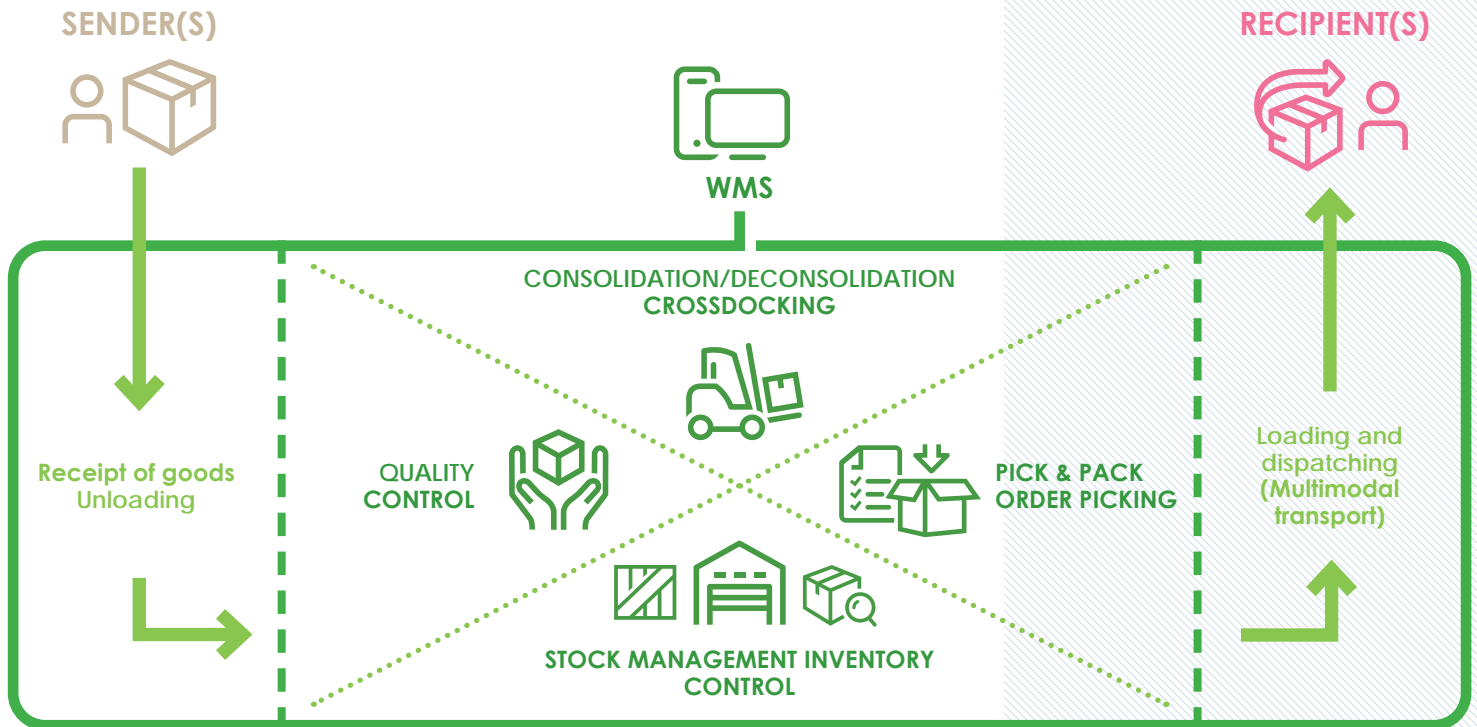 SENDER(S)
RECIPIENT(S)
WMS
CONSOLIDATION/DECONSOLIDATION
CROSSDOCKING
Receipt of goods
Unloading
QUALITY
CONTROL
PICK & PACK
ORDER PICKING
Loading and
dispatching
(Multimodal
transport)
STOCK MANAGEMENT INVENTORY
CONTROL